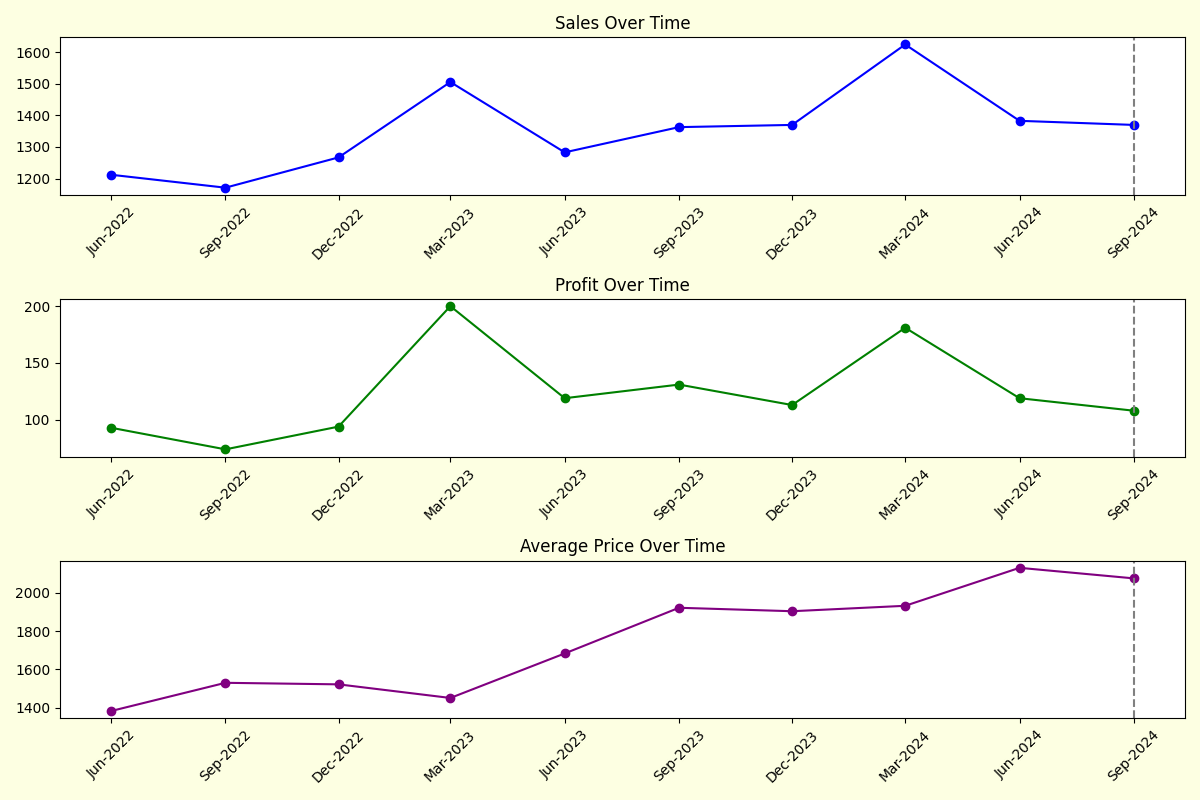 Sales Over Time
1600
1500
1400
1300
1200
Jun-2022 Sep-2022 Dec-2022 Mar-2023 Jun-2023 Sep-2023 Dec-2023 Mar-2024 Jun-2024 Sep-2024
Profit Over Time
200
150
100
Jun-2022 Sep-2022 Dec-2022 Mar-2023 Jun-2023 Sep-2023 Dec-2023 Mar-2024 Jun-2024 Sep-2024
Average Price Over Time
2000
1800
1600
1400
Jun-2022 Sep-2022 Dec-2022 Mar-2023 Jun-2023 Sep-2023 Dec-2023 Mar-2024 Jun-2024 Sep-2024